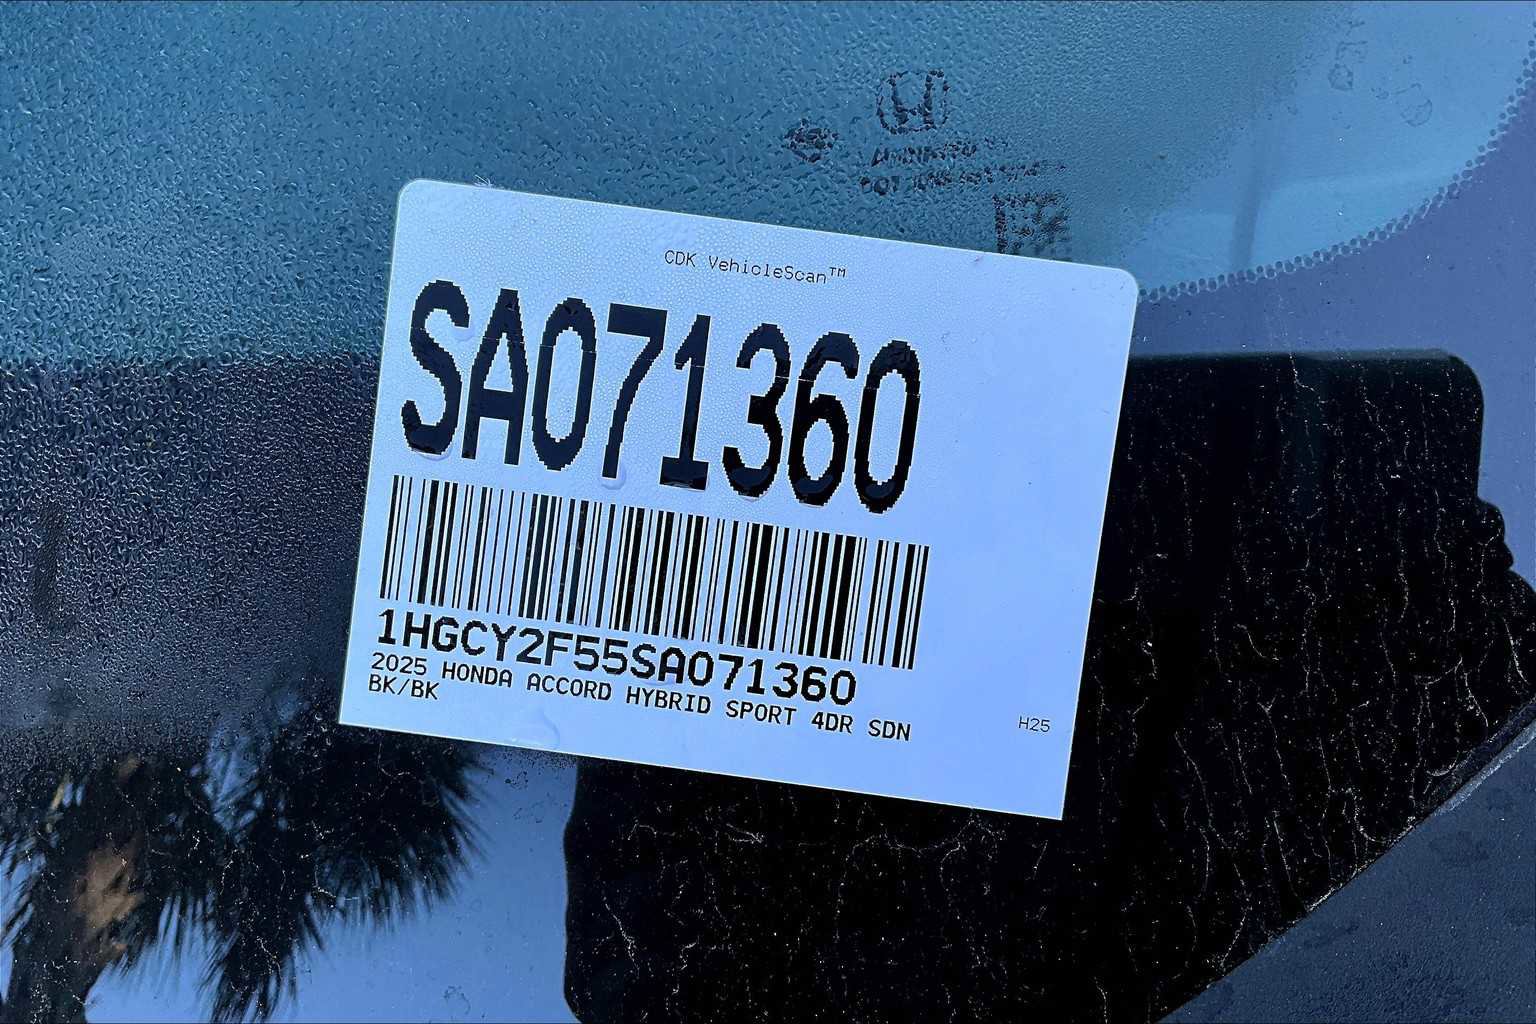 CDK VehicleScan™
SA071360
1HGCY2F55SA071360
2025 HONDA ACCORD HYBRID SPORT 4DR SDN
BK/BK
H25